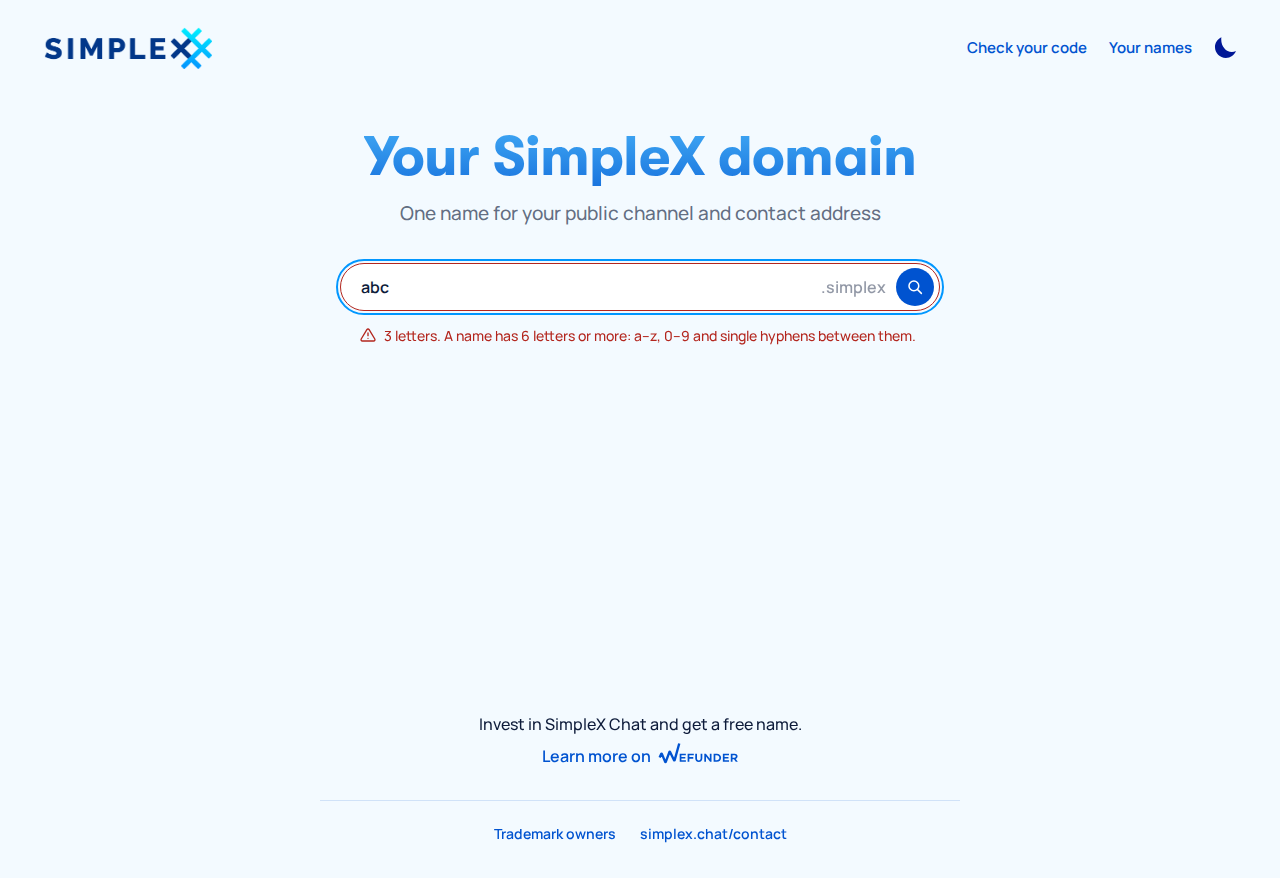 SIMPLEX
Check your code
Your names
Your SimpleX domain
One name for your public channel and contact address
abc
.simplex
3 letters. A name has 6 letters or more: a–z, 0–9 and single hyphens between them.
Invest in SimpleX Chat and get a free name.
Learn more on WEFUNDER
Trademark owners
simplex.chat/contact